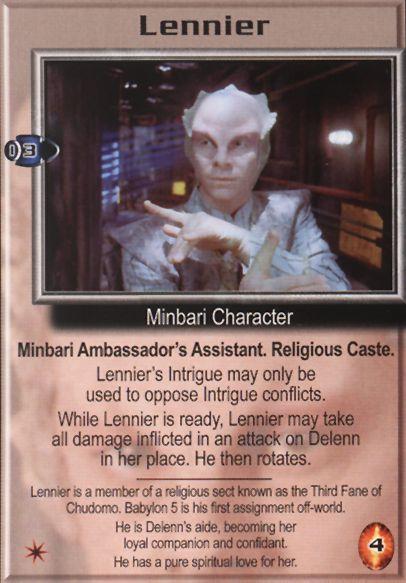 Lennier
3
Minbari Character
Minbari Ambassador's Assistant. Religious Caste.
Lennier's Intrigue may only be
used to oppose Intrigue conflicts.
While Lennier is ready, Lennier may take
all damage inflicted in an attack on Delenn
in her place. He then rotates.
Lennier is a member of a religious sect known as the Third Fane of
Chudomo. Babylon 5 is his first assignment off-world.
He is Delenn's aide, becoming her
loyal companion and confidant.
He has a pure spiritual love for her.
4